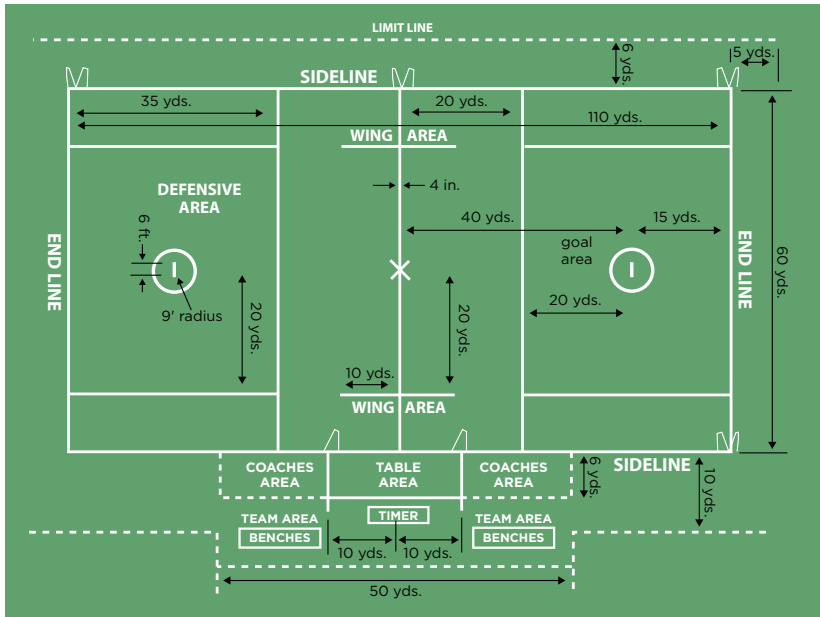 LIMIT LINE
6 yds.
5 yds.
SIDELINE
35 yds.
20 yds.
110 yds.
WING AREA
4 in.
DEFENSIVE
AREA
40 yds.
15 yds.
6 ft.
goal
area
END LINE
END LINE
60 yds.
9' radius
20 yds.
20 yds.
20 yds.
10 yds.
WING AREA
COACHES
AREA
TABLE
AREA
COACHES
AREA
6 yds.
SIDELINE
10 yds.
TEAM AREA
BENCHES
TIMER
TEAM AREA
BENCHES
10 yds.
10 yds.
50 yds.